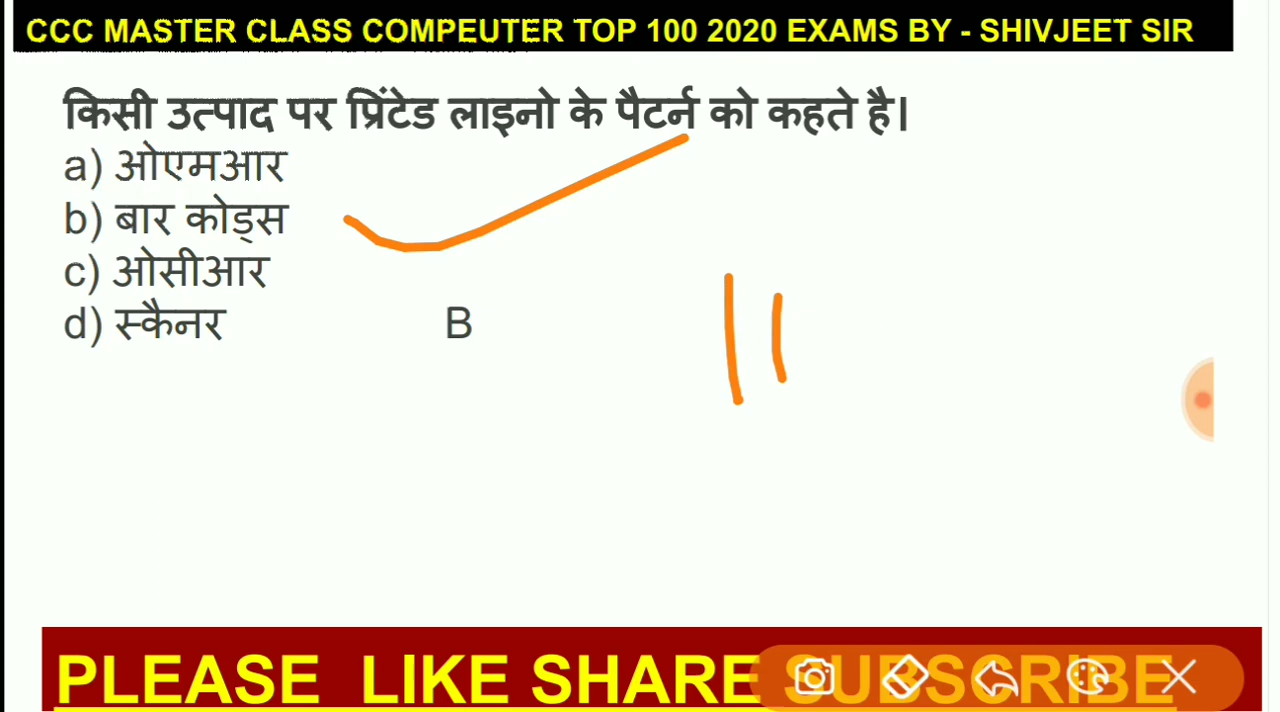 CCC MASTER CLASS COMPEUTER TOP 100 2020 EXAMS BY - SHIVJEET SIR
किसी उत्पाद पर प्रिंटेड लाइनो के पैटर्न को कहते है।
a) ओएमआर
b) बार कोड्स
c) ओसीआर
d) स्कैनर B
PLEASE LIKE SHARE SUBSCRIBE